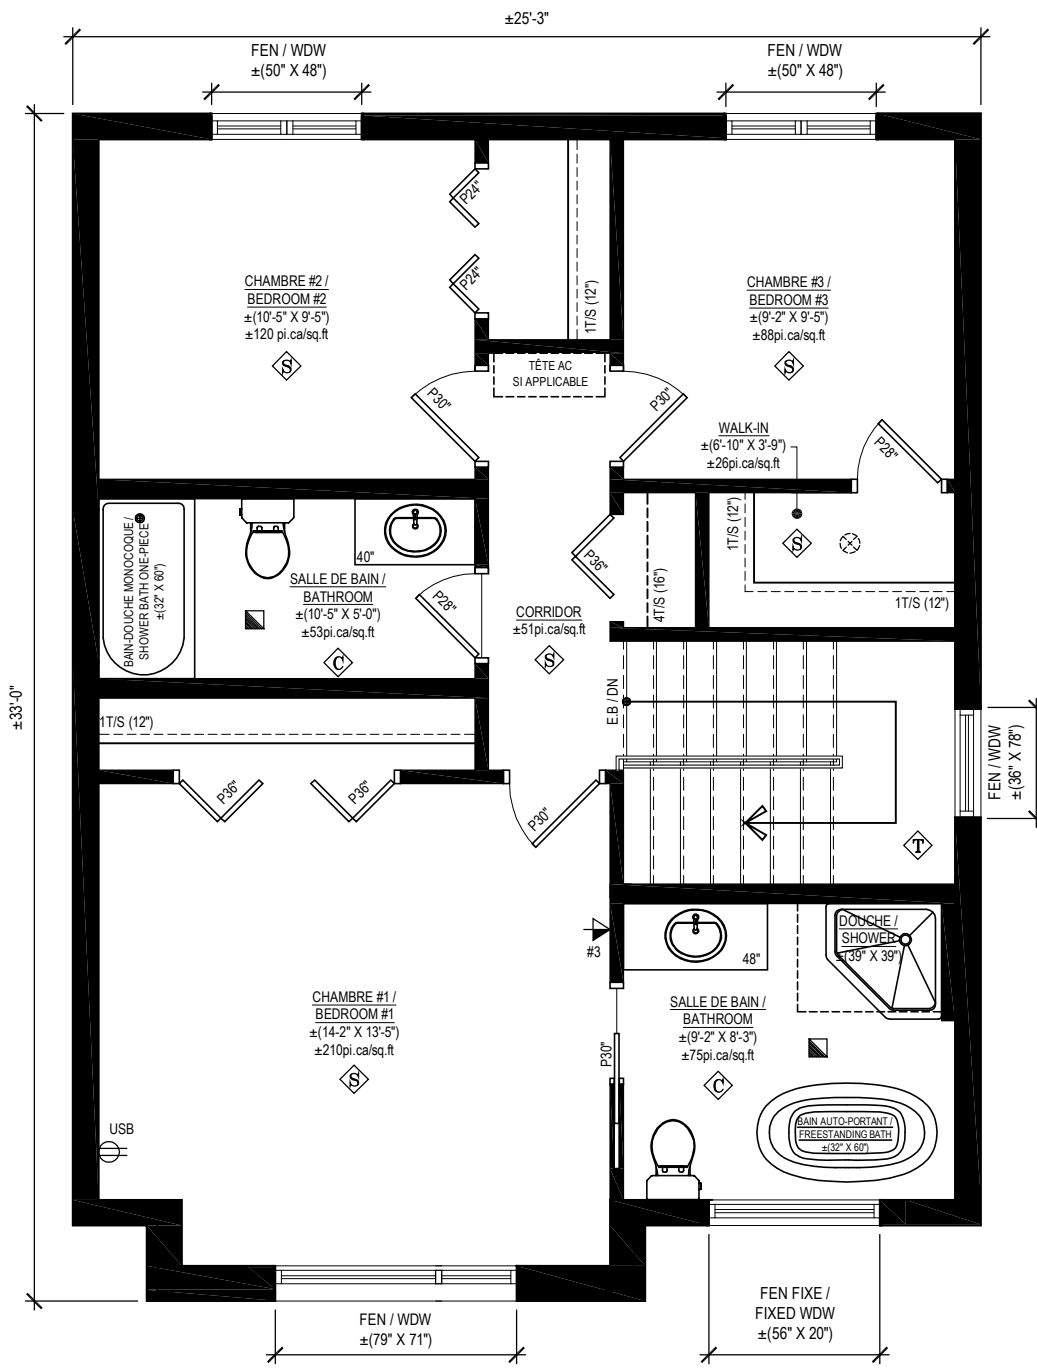 ±25'-3"
FEN / WDW
±(50" X 48")
FEN / WDW
±(50" X 48")
±33'-0"
P24"
P24"
1T/S (12")
CHAMBRE #2 /
BEDROOM #2
±(10'-5" X 9'-5")
±120 pi.ca/sq.ft
S
CHAMBRE #3 /
BEDROOM #3
±(9'-2" X 9'-5")
±88pi.ca/sq.ft
S
TÊTE AC
SI APPLICABLE
P30"
P30"
WALK-IN
±(6'-10" X 3'-9")
±26pi.ca/sq.ft
P28"
1T/S (12")
S
1T/S (12")
BAIN-DOUCHE MONOCOQUE /
SHOWER BATH ONE-PIECE
±(32" X 60")
40"
SALLE DE BAIN /
BATHROOM
±(10'-5" X 5'-0")
±53pi.ca/sq.ft
C
P28"
P36"
4T/S (16")
CORRIDOR
±51pi.ca/sq.ft
S
E.B / DN
1T/S (12")
P36"
P36"
P30"
FEN / WDW
±(36" X 78")
T
#3
48"
DOUCHE /
SHOWER
±(39" X 39")
CHAMBRE #1 /
BEDROOM #1
±(14-2" X 13'-5")
±210pi.ca/sq.ft
S
SALLE DE BAIN /
BATHROOM
±(9'-2" X 8'-3")
±75pi.ca/sq.ft
C
P30"
USB
BAIN AUTO-PORTANT /
FREESTANDING BATH
±(32" X 60")
FEN / WDW
±(79" X 71")
FEN FIXE /
FIXED WDW
±(56" X 20")